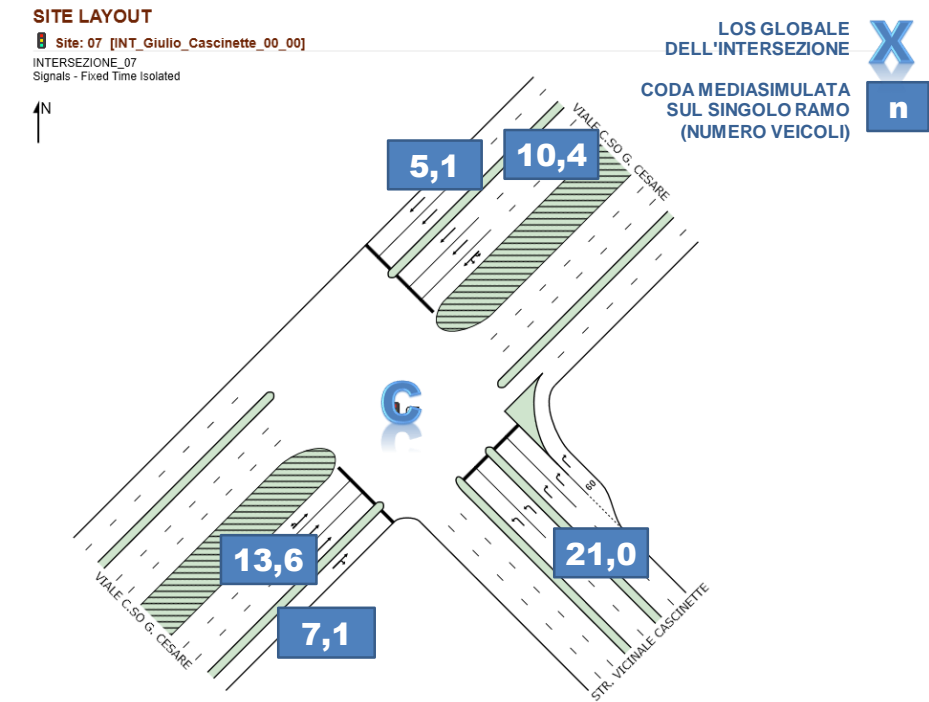 SITE LAYOUT
Site: 07 [INT_Giulio_Cascinette_00_00]
INTERSEZIONE_07
Signals - Fixed Time Isolated
N
LOS GLOBALE
DELL'INTERSEZIONE
X
CODA MEDIASIMULATA
SUL SINGOLO RAMO
(NUMERO VEICOLI)
n
VIALE C.SO G. CESARE
5,1
10,4
C
60
13,6
21,0
VIALE C.SO G. CESARE
7,1
STR. VICINALE CASCINETTE